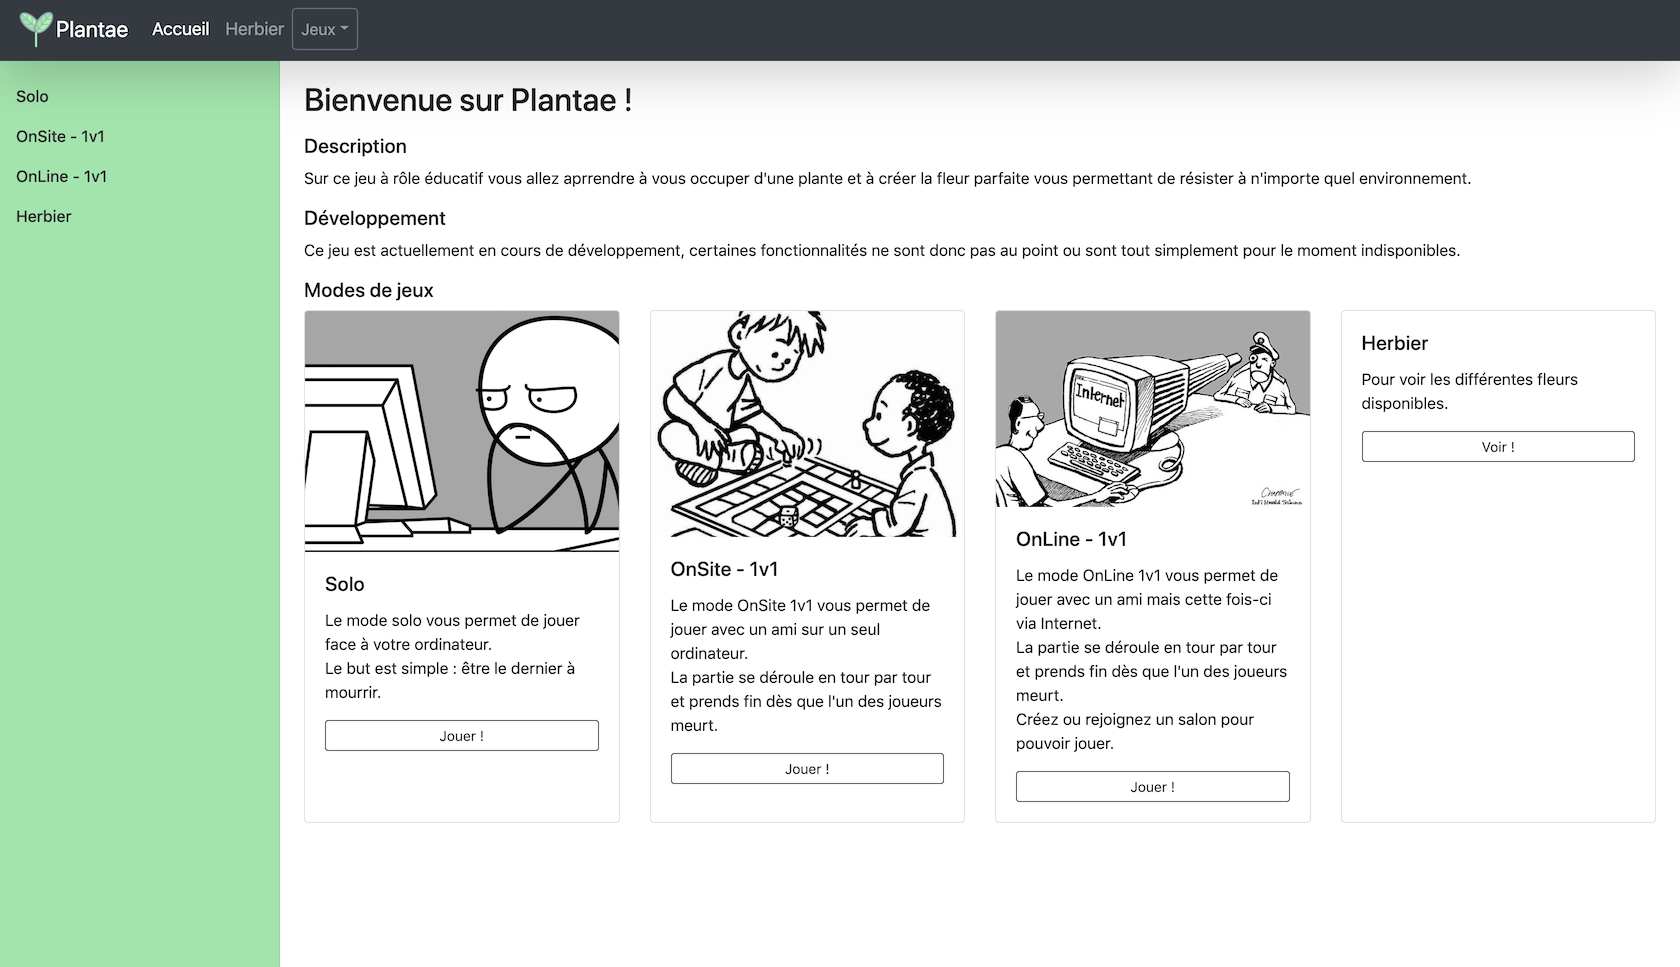 Plantae Accueil Herbier Jeux
Solo
OnSite - 1v1
OnLine - 1v1
Herbier
Bienvenue sur Plantae !
Description
Sur ce jeu à rôle éducatif vous allez aprrendre à vous occuper d'une plante et à créer la fleur parfaite vous permettant de résister à n'importe quel environnement.
Développement
Ce jeu est actuellement en cours de développement, certaines fonctionnalités ne sont donc pas au point ou sont tout simplement pour le moment indisponibles.
Modes de jeux
Solo
Le mode solo vous permet de jouer
face à votre ordinateur.
Le but est simple : être le dernier à
mourrir.
Jouer !
OnSite - 1v1
Le mode OnSite 1v1 vous permet de
jouer avec un ami sur un seul
ordinateur.
La partie se déroule en tour par tour
et prends fin dès que l'un des joueurs
meurt.
Jouer !
Internet
Chappatte
Int'l Herald Tribune
OnLine - 1v1
Le mode OnLine 1v1 vous permet de
jouer avec un ami mais cette fois-ci
via Internet.
La partie se déroule en tour par tour
et prends fin dès que l'un des joueurs
meurt.
Créez ou rejoignez un salon pour
pouvoir jouer.
Jouer !
Herbier
Pour voir les différentes fleurs
disponibles.
Voir !